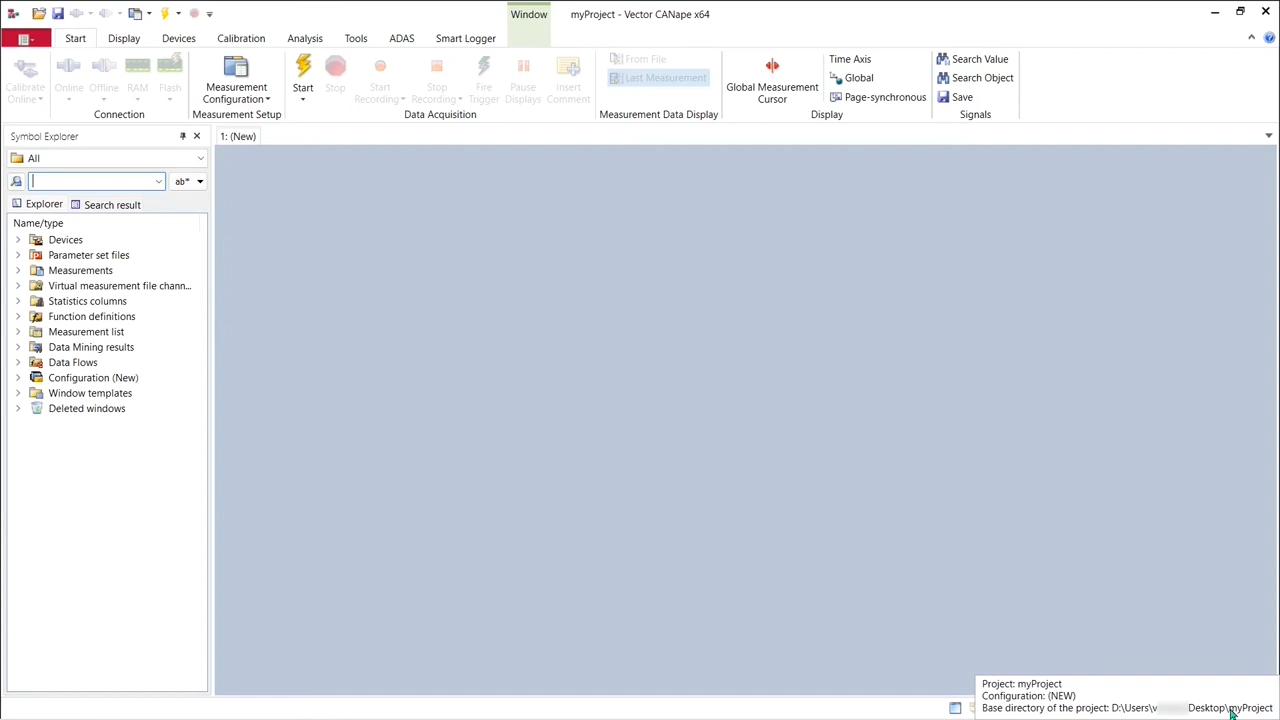 Window
myProject - Vector CANape x64
Start
Display
Devices
Calibration
Analysis
Tools
ADAS
Smart Logger
Calibrate Online
Online
Offline
RAM
Flash
Connection
Measurement Configuration
Measurement Setup
Start
Stop
Start Recording
Stop Recording
Fire Trigger
Pause Displays
Insert Comment
Data Acquisition
From File
Last Measurement
Measurement Data Display
Global Measurement Cursor
Time Axis
Global
Page-synchronous
Display
Search Value
Search Object
Save
Signals
Symbol Explorer
1: (New)
All
ab*
Explorer
Search result
Name/type
Devices
Parameter set files
Measurements
Virtual measurement file chann...
Statistics columns
Function definitions
Measurement list
Data Mining results
Data Flows
Configuration (New)
Window templates
Deleted windows
Project: myProject
Configuration: (NEW)
Base directory of the project: D:\Users\v Desktop\myProject